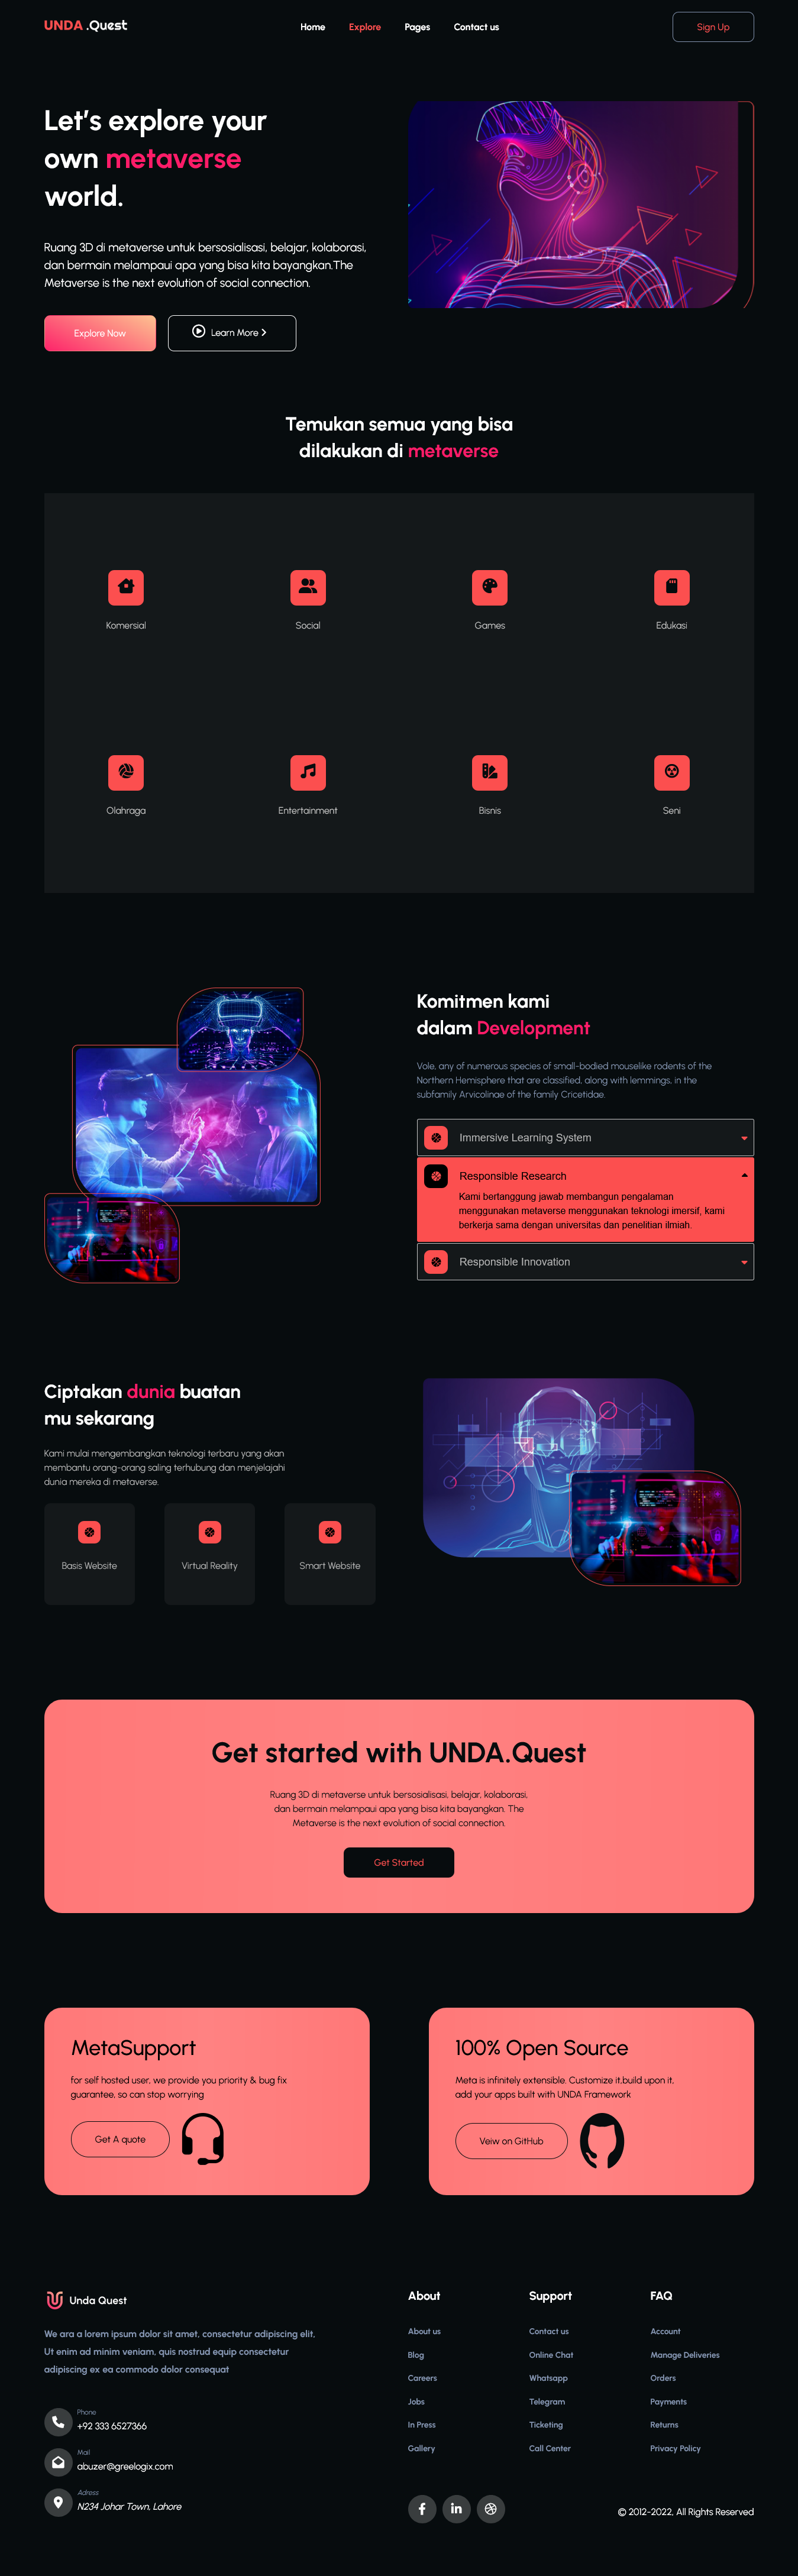 UNDA .Quest
Home
Explore
Pages
Contact us
Sign Up
Let's explore your
own metaverse
world.
Ruang 3D di metaverse untuk bersosialisasi, belajar, kolaborasi,
dan bermain melampaui apa yang bisa kita bayangkan.The
Metaverse is the next evolution of social connection.
Explore Now
Learn More
Temukan semua yang bisa
dilakukan di metaverse
Komersial
Social
Games
Edukasi
Olahraga
Entertainment
Bisnis
Seni
Komitmen kami
dalam Development
Vole, any of numerous species of small-bodied mouselike rodents of the
Northern Hemisphere that are classified, along with lemmings, in the
subfamily Arvicolinae of the family Cricetidae.
Immersive Learning System
Responsible Research
Kami bertanggung jawab membangun pengalaman
menggunakan metaverse menggunakan teknologi imersif, kami
berkerja sama dengan universitas dan penelitian ilmiah.
Responsible Innovation
Ciptakan dunia buatan
mu sekarang
Kami mulai mengembangkan teknologi terbaru yang akan
membantu orang-orang saling terhubung dan menjelajahi
dunia mereka di metaverse.
Basis Website
Virtual Reality
Smart Website
Get started with UNDA.Quest
Ruang 3D di metaverse untuk bersosialisasi, belajar, kolaborasi,
dan bermain melampaui apa yang bisa kita bayangkan. The
Metaverse is the next evolution of social connection.
Get Started
MetaSupport
for self hosted user, we provide you priority & bug fix
guarantee, so can stop worrying
Get A quote
100% Open Source
Meta is infinitely extensible. Customize it,build upon it,
add your apps built with UNDA Framework
Veiw on GitHub
Unda Quest
We ara a lorem ipsum dolor sit amet, consectetur adipiscing elit,
Ut enim ad minim veniam, quis nostrud equip consectetur
adipiscing ex ea commodo dolor consequat
Phone
+92 333 6527366
Mail
abuzer@greelogix.com
Adress
N234 Johar Town, Lahore
About
About us
Blog
Careers
Jobs
In Press
Gallery
Support
Contact us
Online Chat
Whatsapp
Telegram
Ticketing
Call Center
FAQ
Account
Manage Deliveries
Orders
Payments
Returns
Privacy Policy
© 2012-2022, All Rights Reserved